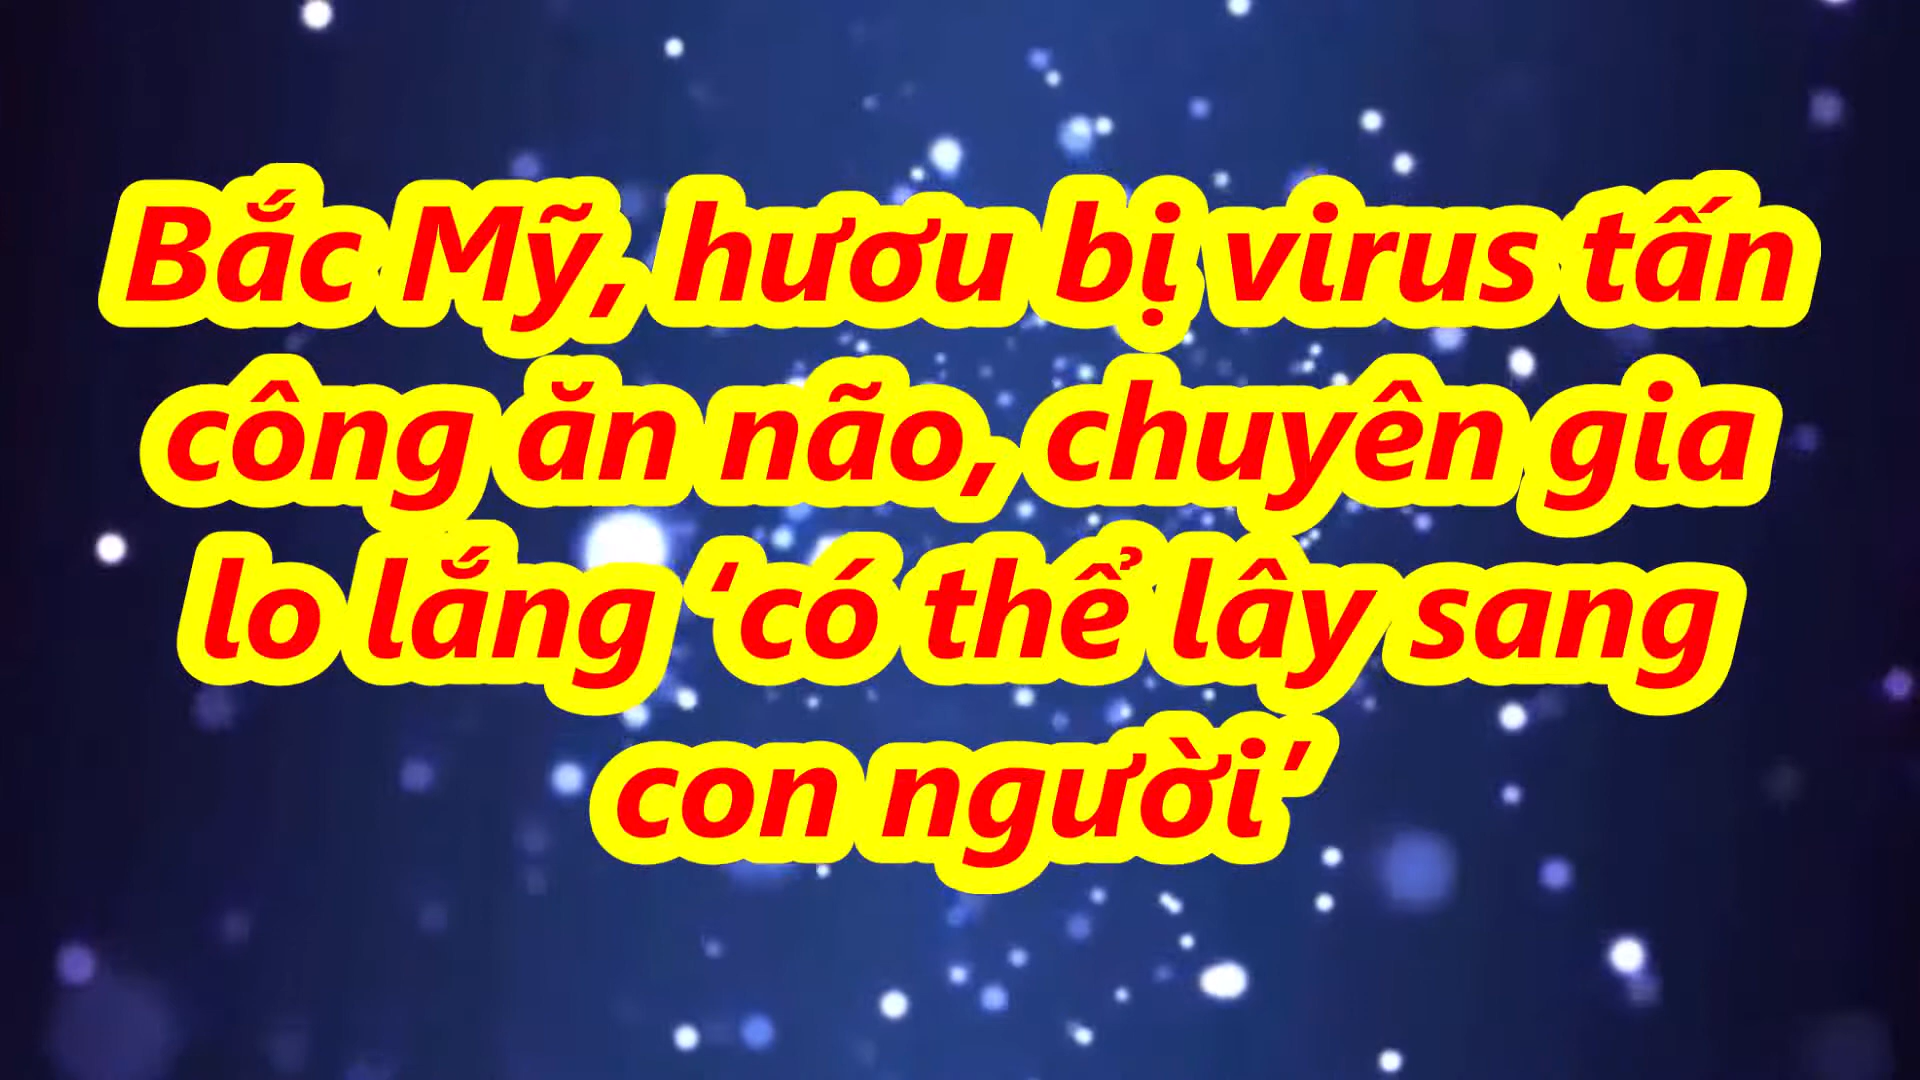 Bắc Mỹ, hươu bị virus tấn
công ăn não, chuyên gia
lo lắng ‘có thể lây sang
con người’